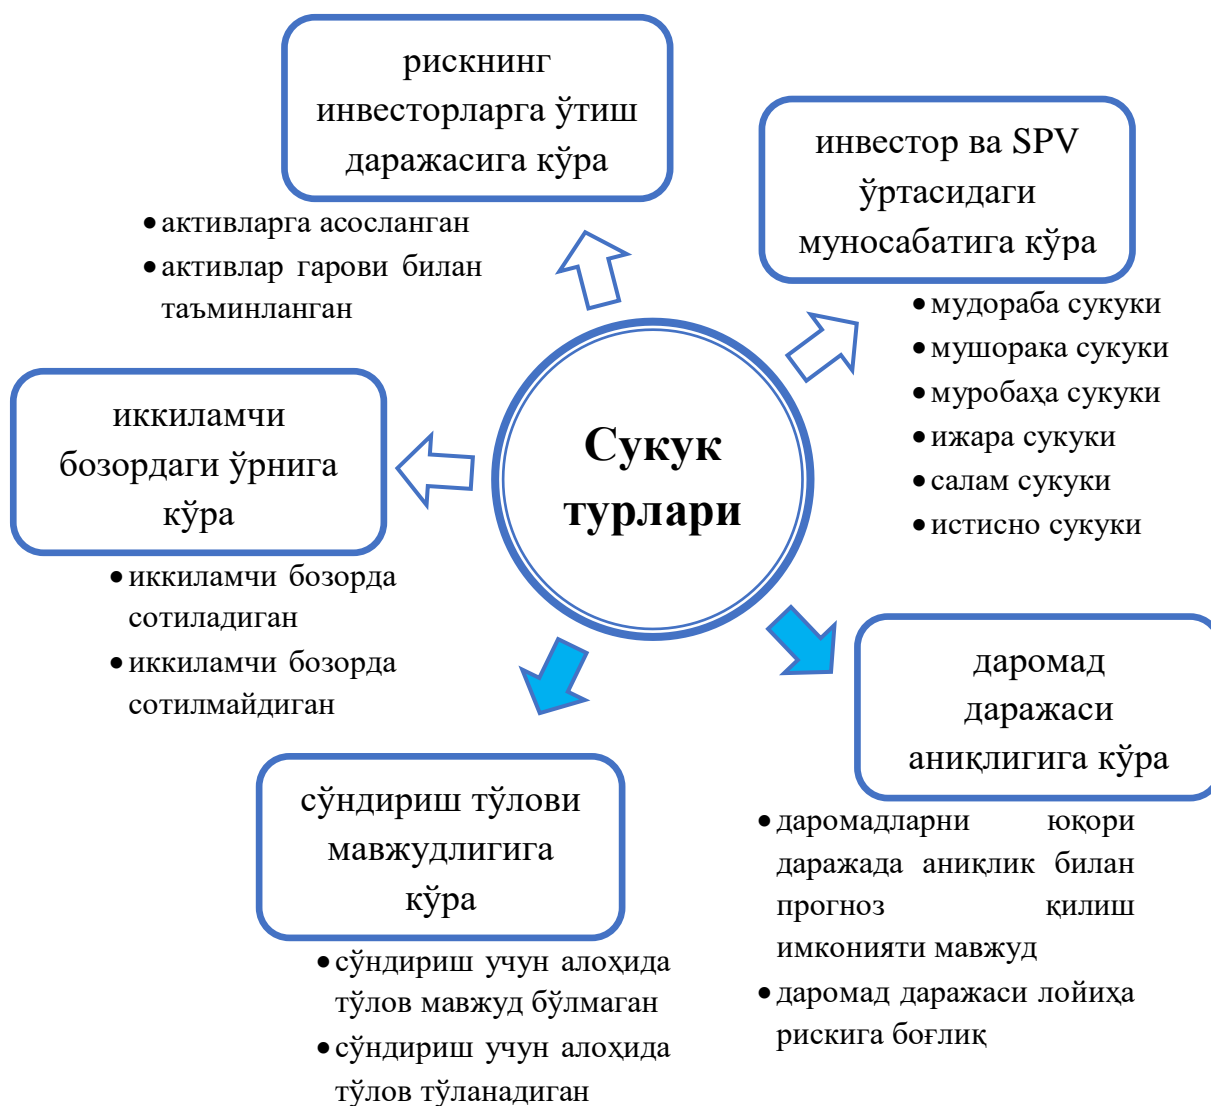 рискнинг
инвесторларга ўтиш
даражасига кўра
• активларга асосланган
• активлар гарови билан
таъминланган
инвестор ва SPV
ўртасидаги
муносабатига кўра
• мудораба сукуки
• мушорака сукуки
• муробаҳа сукуки
• ижара сукуки
• салам сукуки
• истисно сукуки
Сукук
турлари
иккиламчи
бозордаги ўрнига
кўра
• иккиламчи бозорда
сотиладиган
• иккиламчи бозорда
сотилмайдиган
даромад
даражаси
аниқлигига кўра
• даромадларни юқори
даражада аниқлик билан
прогноз қилиш
имконияти мавжуд
• даромад даражаси лойиҳа
рискига боғлиқ
сўндириш тўлови
мавжудлигига
кўра
• сўндириш учун алоҳида
тўлов мавжуд бўлмаган
• сўндириш учун алоҳида
тўлов тўланадиган